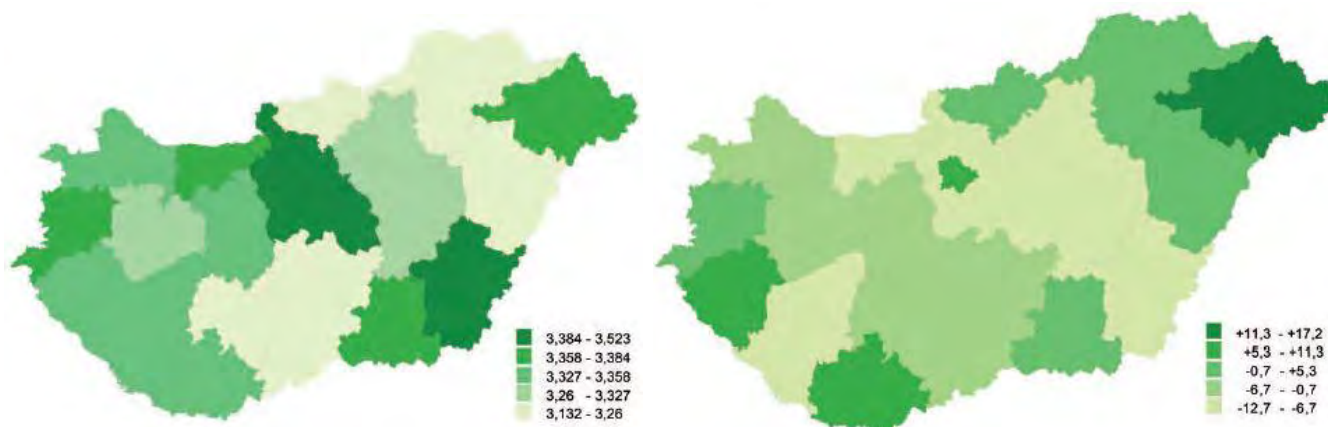 3,384 - 3,523
3,358 - 3,384
3,327 - 3,358
3,26 - 3,327
3,132 - 3,26
+11,3 - +17,2
+5,3 - +11,3
-0,7 - +5,3
-6,7 - -0,7
-12,7 - -6,7